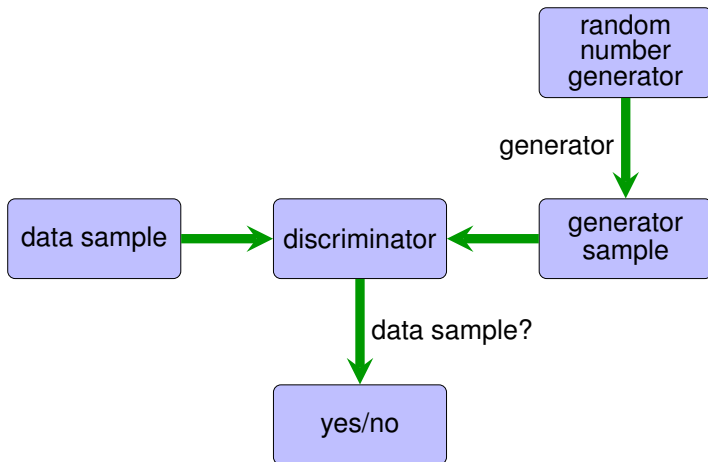 random
number
generator
generator
data sample
discriminator
generator
sample
data sample?
yes/no